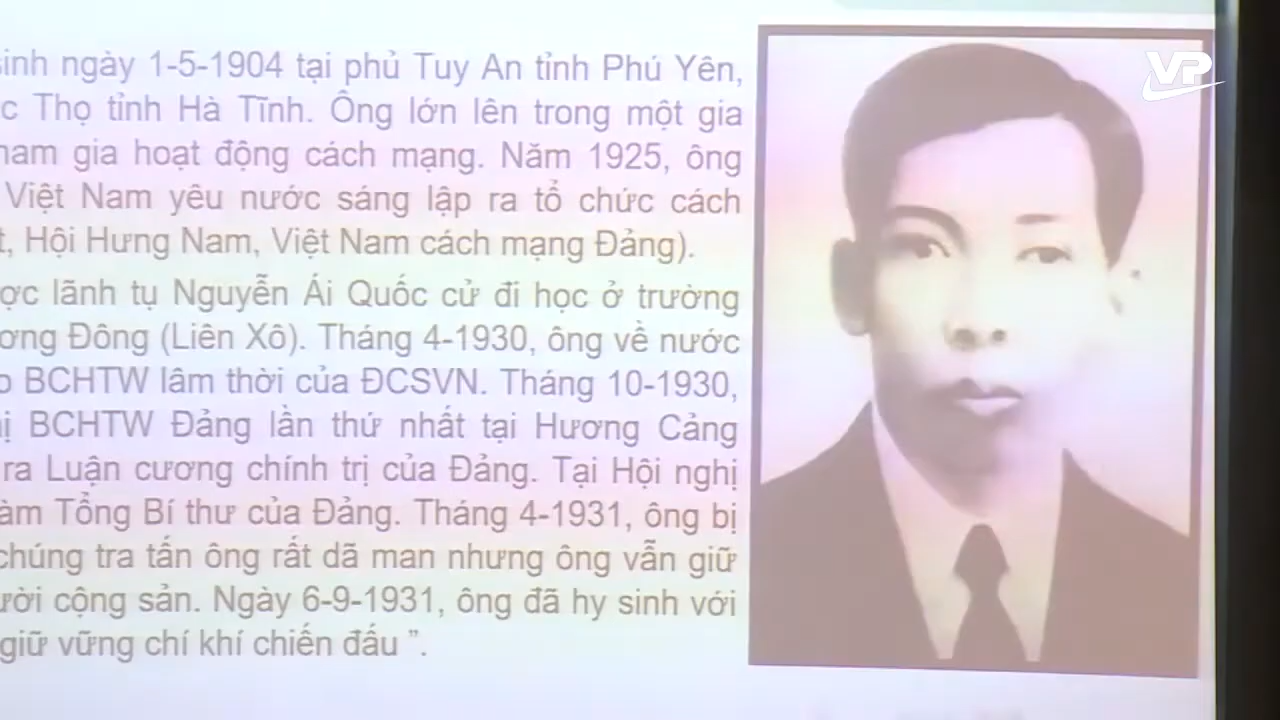 VP
sinh ngày 1-5-1904 tại phủ Tuy An tỉnh Phú Yên,
c Thọ tỉnh Hà Tĩnh. Ông lớn lên trong một gia
ham gia hoạt động cách mạng. Năm 1925, ông
Việt Nam yêu nước sáng lập ra tổ chức cách
t, Hội Hưng Nam, Việt Nam cách mạng Đảng).
ợc lãnh tụ Nguyễn Ái Quốc cử đi học ở trường
ơng Đông (Liên Xô). Tháng 4-1930, ông về nước
o BCHTW lâm thời của ĐCSVN. Tháng 10-1930,
ị BCHTW Đảng lần thứ nhất tại Hương Cảng
ra Luận cương chính trị của Đảng. Tại Hội nghị
àm Tổng Bí thư của Đảng. Tháng 4-1931, ông bị
chúng tra tấn ông rất dã man nhưng ông vẫn giữ
ười cộng sản. Ngày 6-9-1931, ông đã hy sinh với
giữ vững chí khí chiến đấu ”.